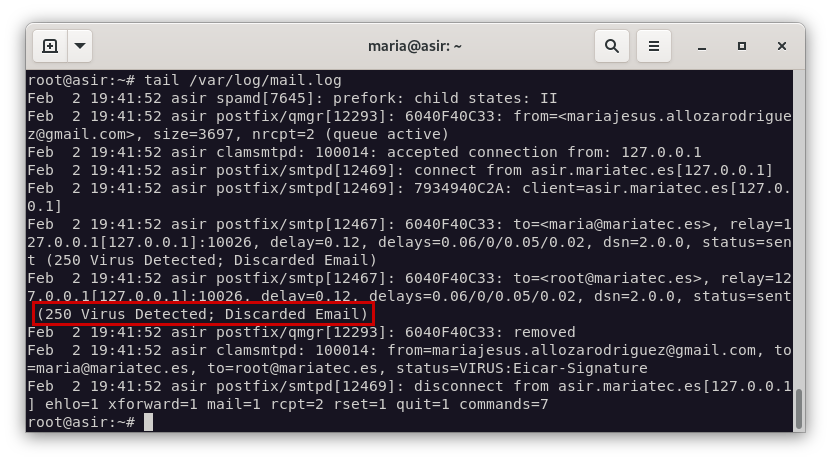 maria@asir: ~
root@asir:~# tail /var/log/mail.log
Feb  2 19:41:52 asir spamd[7645]: prefork: child states: II
Feb  2 19:41:52 asir postfix/qmgr[12293]: 6040F40C33: from=<mariajesus.allozarodrigue
z@gmail.com>, size=3697, nrcpt=2 (queue active)
Feb  2 19:41:52 asir clamsmtpd: 100014: accepted connection from: 127.0.0.1
Feb  2 19:41:52 asir postfix/smtpd[12469]: connect from asir.mariatec.es[127.0.0.1]
Feb  2 19:41:52 asir postfix/smtpd[12469]: 7934940C2A: client=asir.mariatec.es[127.0.
0.1]
Feb  2 19:41:52 asir postfix/smtp[12467]: 6040F40C33: to=<maria@mariatec.es>, relay=1
27.0.0.1[127.0.0.1]:10026, delay=0.12, delays=0.06/0/0.05/0.02, dsn=2.0.0, status=sen
t (250 Virus Detected; Discarded Email)
Feb  2 19:41:52 asir postfix/smtp[12467]: 6040F40C33: to=<root@mariatec.es>, relay=12
7.0.0.1[127.0.0.1]:10026, delay=0.12, delays=0.06/0/0.05/0.02, dsn=2.0.0, status=sent
(250 Virus Detected; Discarded Email)
Feb  2 19:41:52 asir postfix/qmgr[12293]: 6040F40C33: removed
Feb  2 19:41:52 asir clamsmtpd: 100014: from=mariajesus.allozarodriguez@gmail.com, to
=maria@mariatec.es, to=root@mariatec.es, status=VIRUS:Eicar-Signature
Feb  2 19:41:52 asir postfix/smtpd[12469]: disconnect from asir.mariatec.es[127.0.0.1
] ehlo=1 xforward=1 mail=1 rcpt=2 rset=1 quit=1 commands=7
root@asir:~#